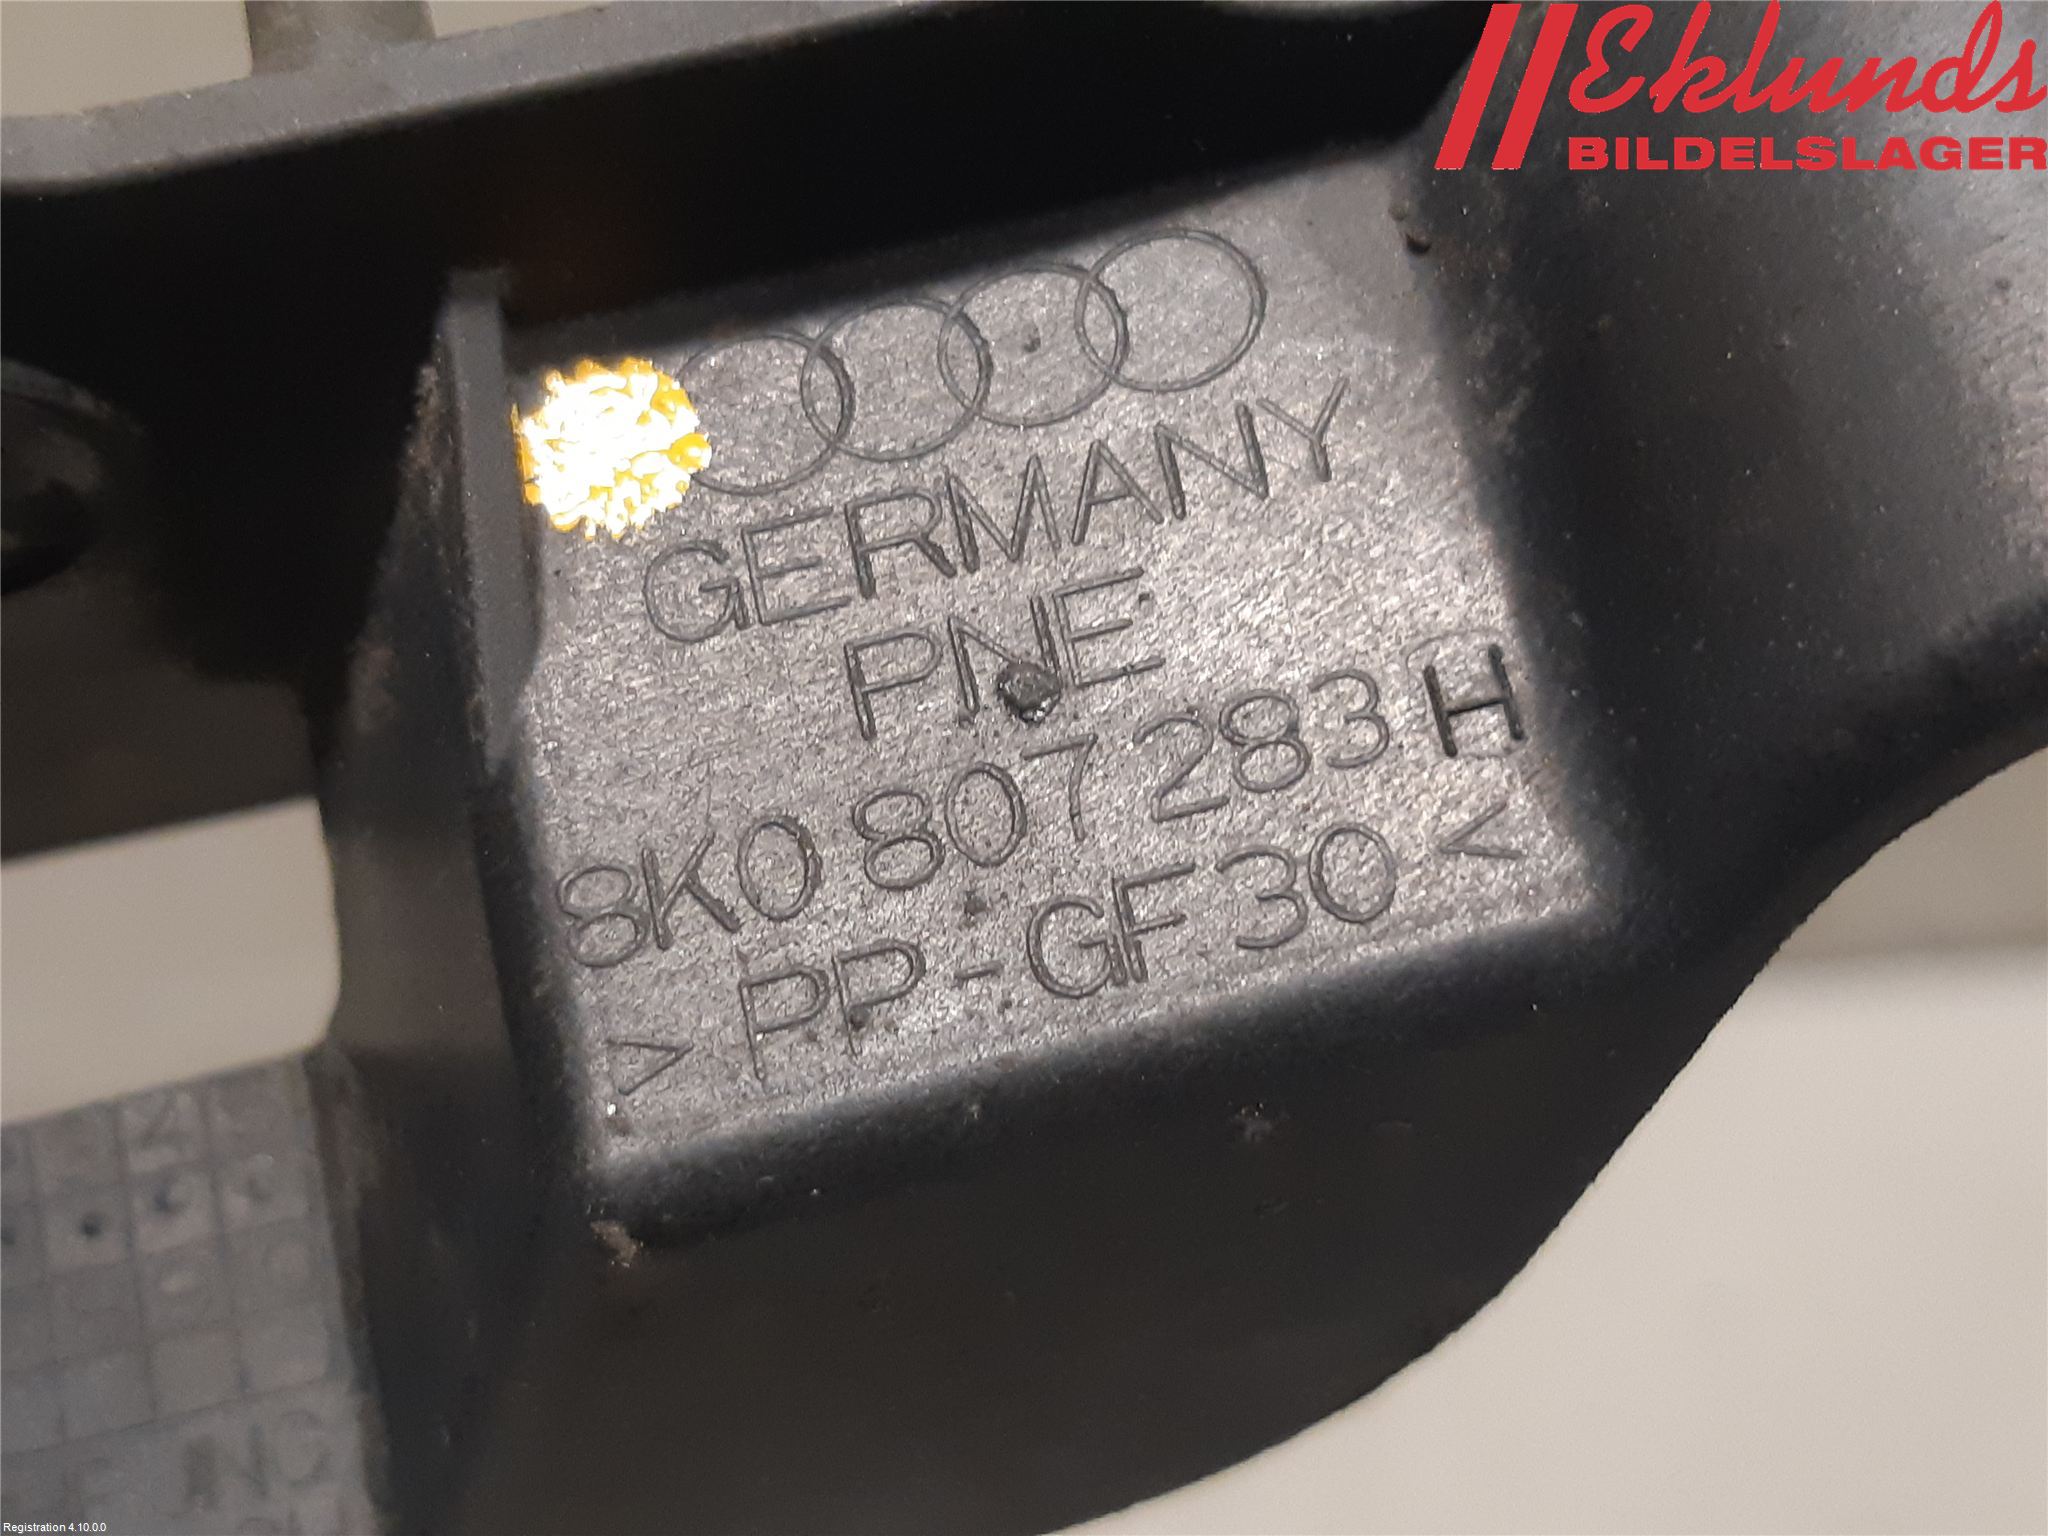 Eklunds
BILDELSLAGER
GERMANY
PNE
8K0 807 283 H
>PP-GF30<
Registration 4.10.0.0